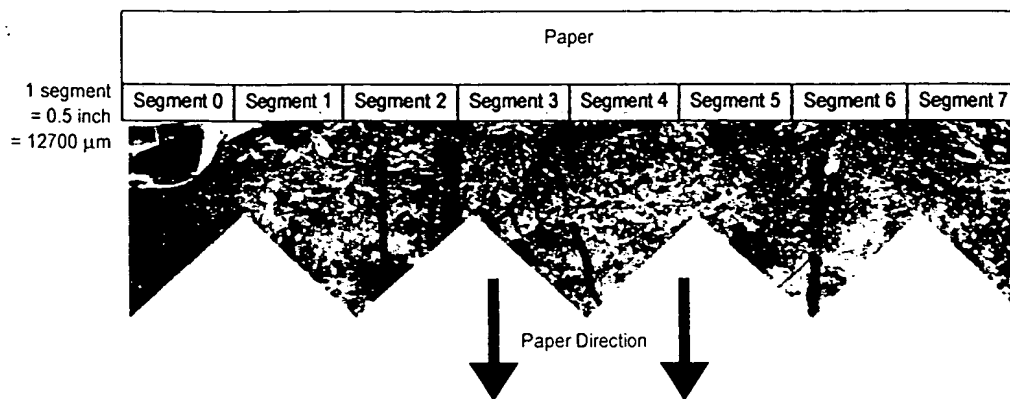 Paper
1 segment
= 0.5 inch
= 12700 µm
Segment 0 Segment 1 Segment 2 Segment 3 Segment 4 Segment 5 Segment 6 Segment 7
Paper Direction